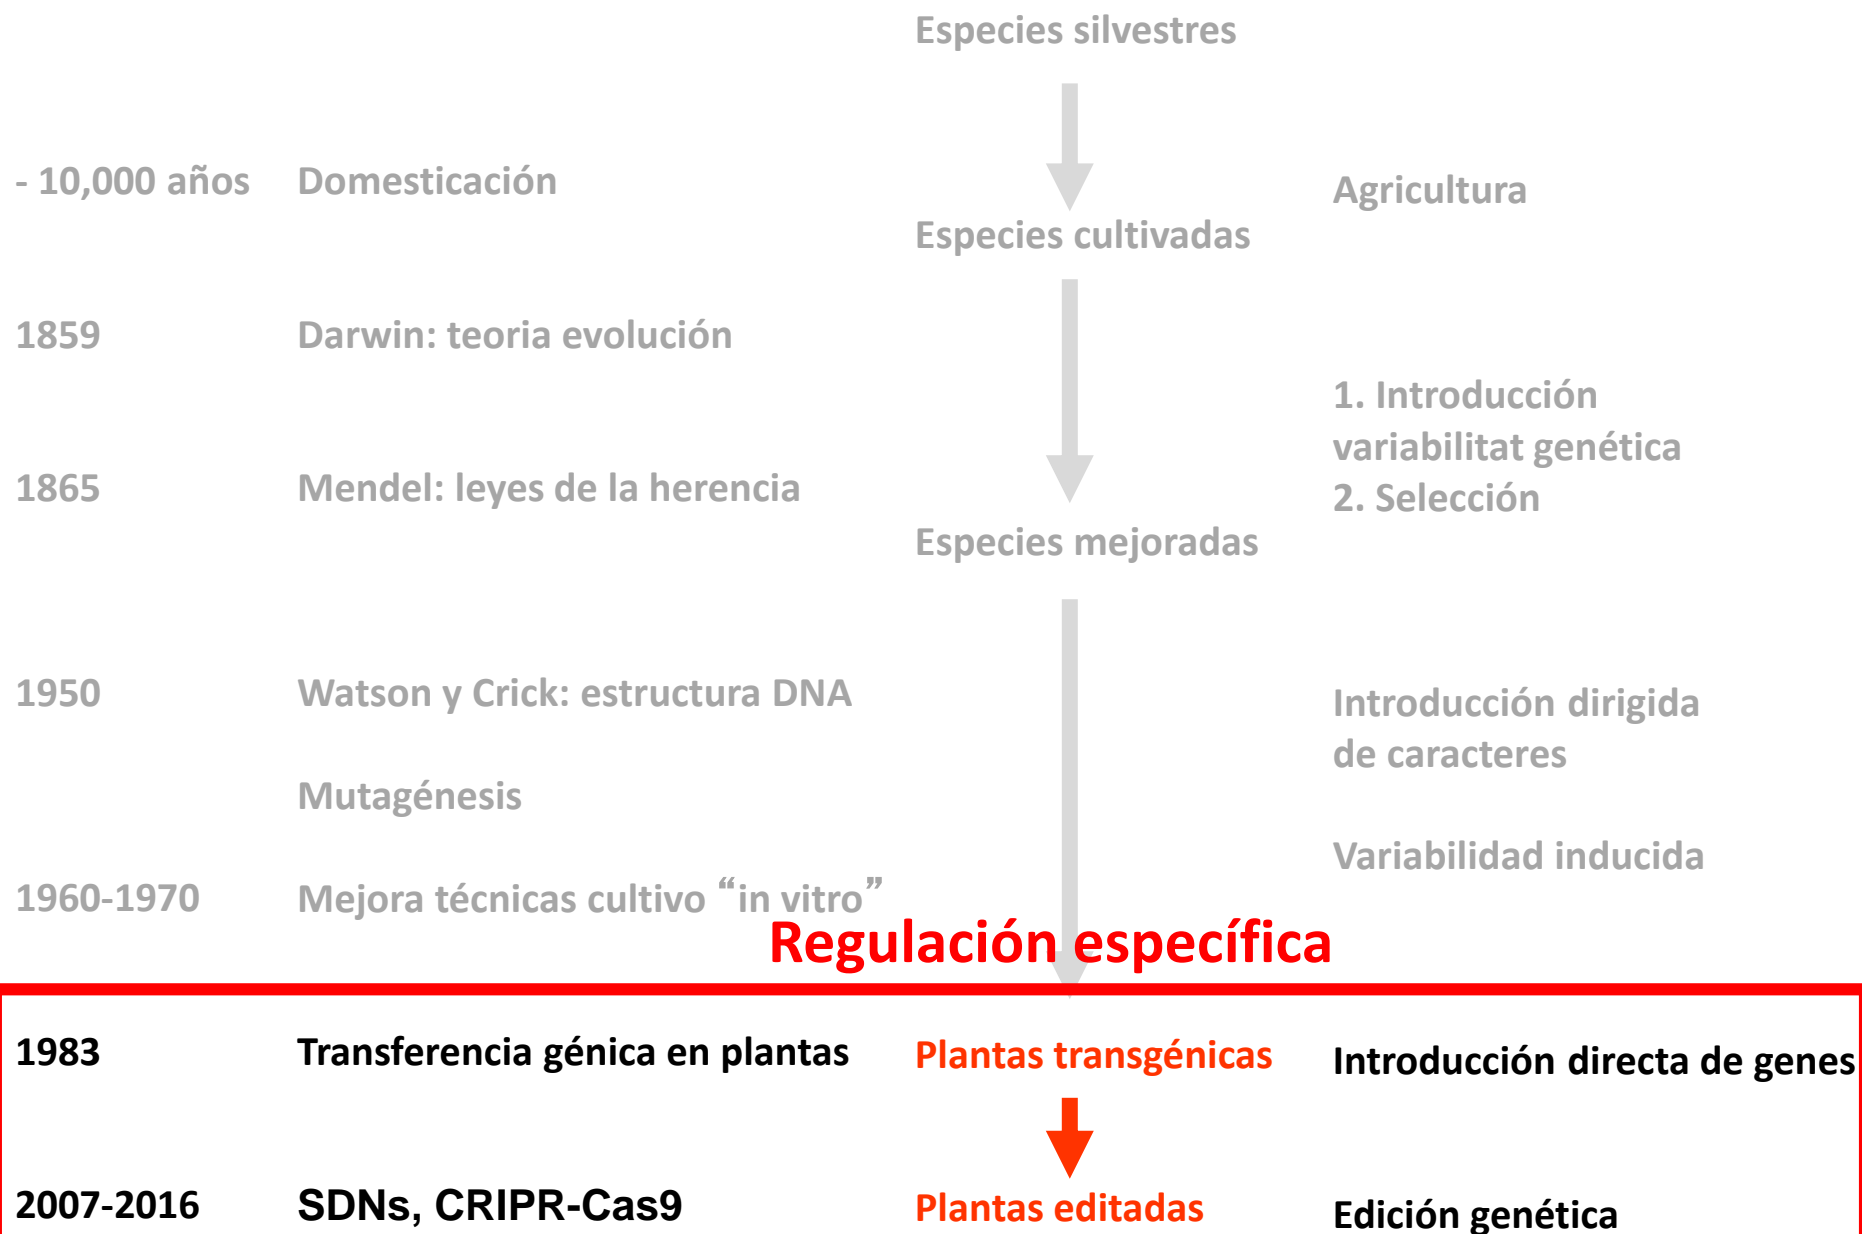 Especies silvestres
- 10,000 años Domesticación
Agricultura
Especies cultivadas
1859 Darwin: teoria evolución
1. Introducción
variabilitat genética
1865 Mendel: leyes de la herencia
2. Selección
Especies mejoradas
1950 Watson y Crick: estructura DNA
Introducción dirigida
de caracteres
Mutagénesis
Variabilidad inducida
1960-1970 Mejora técnicas cultivo “in vitro”
Regulación específica
1983 Transferencia génica en plantas Plantas transgénicas Introducción directa de genes
2007-2016 SDNs, CRIPR-Cas9 Plantas editadas Edición genética